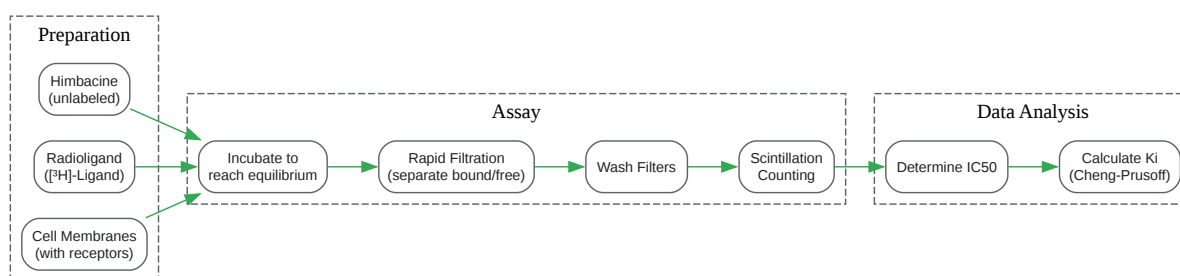 Preparation
Himbacine
(unlabeled)
Radioligand
([³H]-Ligand)
Cell Membranes
(with receptors)
Assay
Incubate to
reach equilibrium
Rapid Filtration
(separate bound/free)
Wash Filters
Scintillation
Counting
Data Analysis
Determine IC50
Calculate Ki
(Cheng-Prusoff)